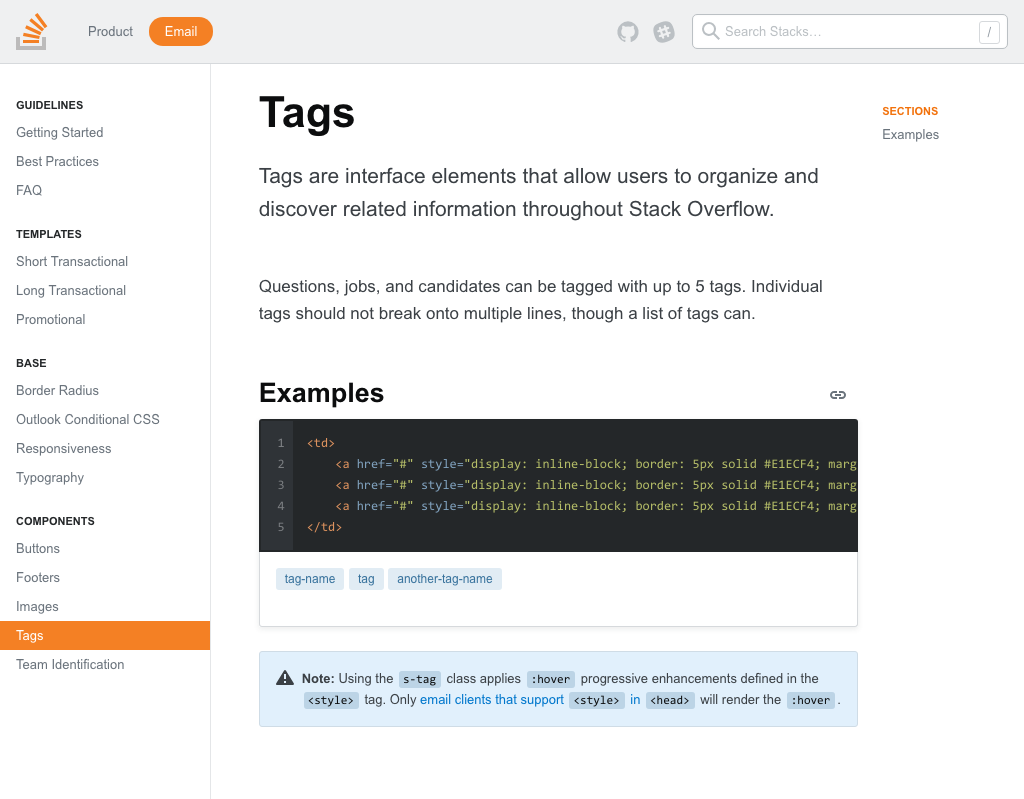 Product
Email
Search Stacks…
/
GUIDELINES
Getting Started
Best Practices
FAQ
TEMPLATES
Short Transactional
Long Transactional
Promotional
BASE
Border Radius
Outlook Conditional CSS
Responsiveness
Typography
COMPONENTS
Buttons
Footers
Images
Tags
Team Identification
Tags
Tags are interface elements that allow users to organize and
discover related information throughout Stack Overflow.
Questions, jobs, and candidates can be tagged with up to 5 tags. Individual
tags should not break onto multiple lines, though a list of tags can.
Examples
1 <td>
2 <a href="#" style="display: inline-block; border: 5px solid #E1ECF4; marg
3 <a href="#" style="display: inline-block; border: 5px solid #E1ECF4; marg
4 <a href="#" style="display: inline-block; border: 5px solid #E1ECF4; marg
5 </td>
tag-name tag another-tag-name
Note: Using the s-tag class applies :hover progressive enhancements defined in the
<style> tag. Only email clients that support <style> in <head> will render the :hover .
SECTIONS
Examples